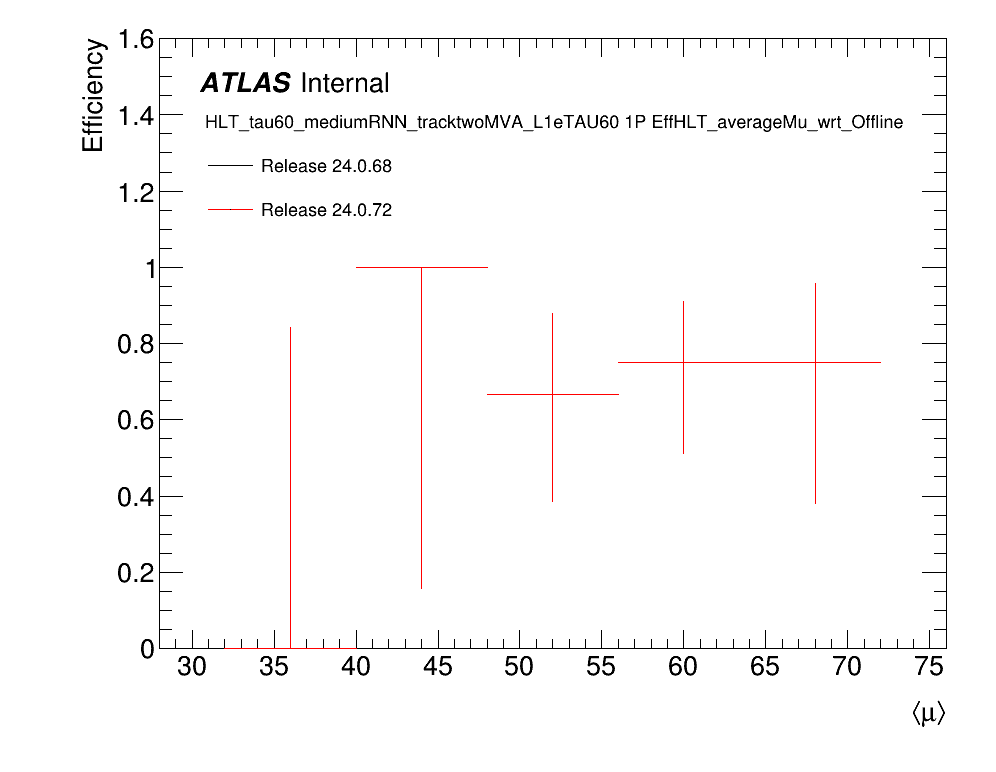 Efficiency
ATLAS Internal
HLT_tau60_mediumRNN_tracktwoMVA_L1eTAU60 1P EffHLT_averageMu_wrt_Offline
Release 24.0.68
Release 24.0.72
1.6
1.4
1.2
1
0.8
0.6
0.4
0.2
0
30 35 40 45 50 55 60 65 70 75
⟨μ⟩